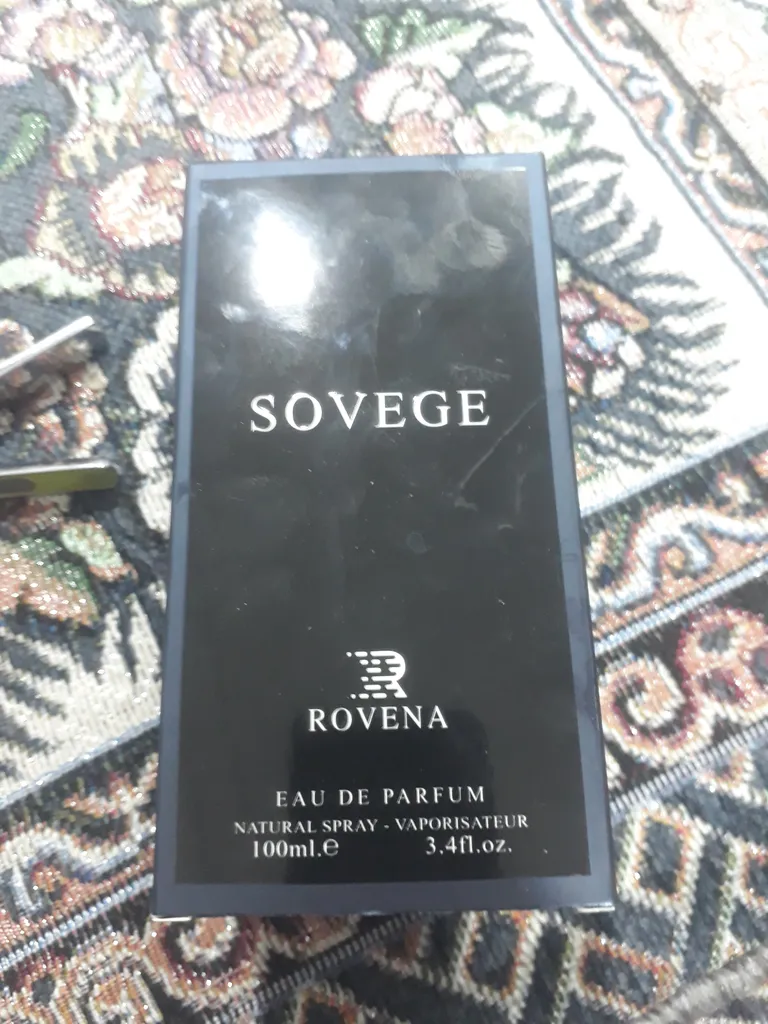 SOVEGE
R
ROVENA
EAU DE PARFUM
NATURAL SPRAY - VAPORISATEUR
100ml.e 3.4fl.oz.